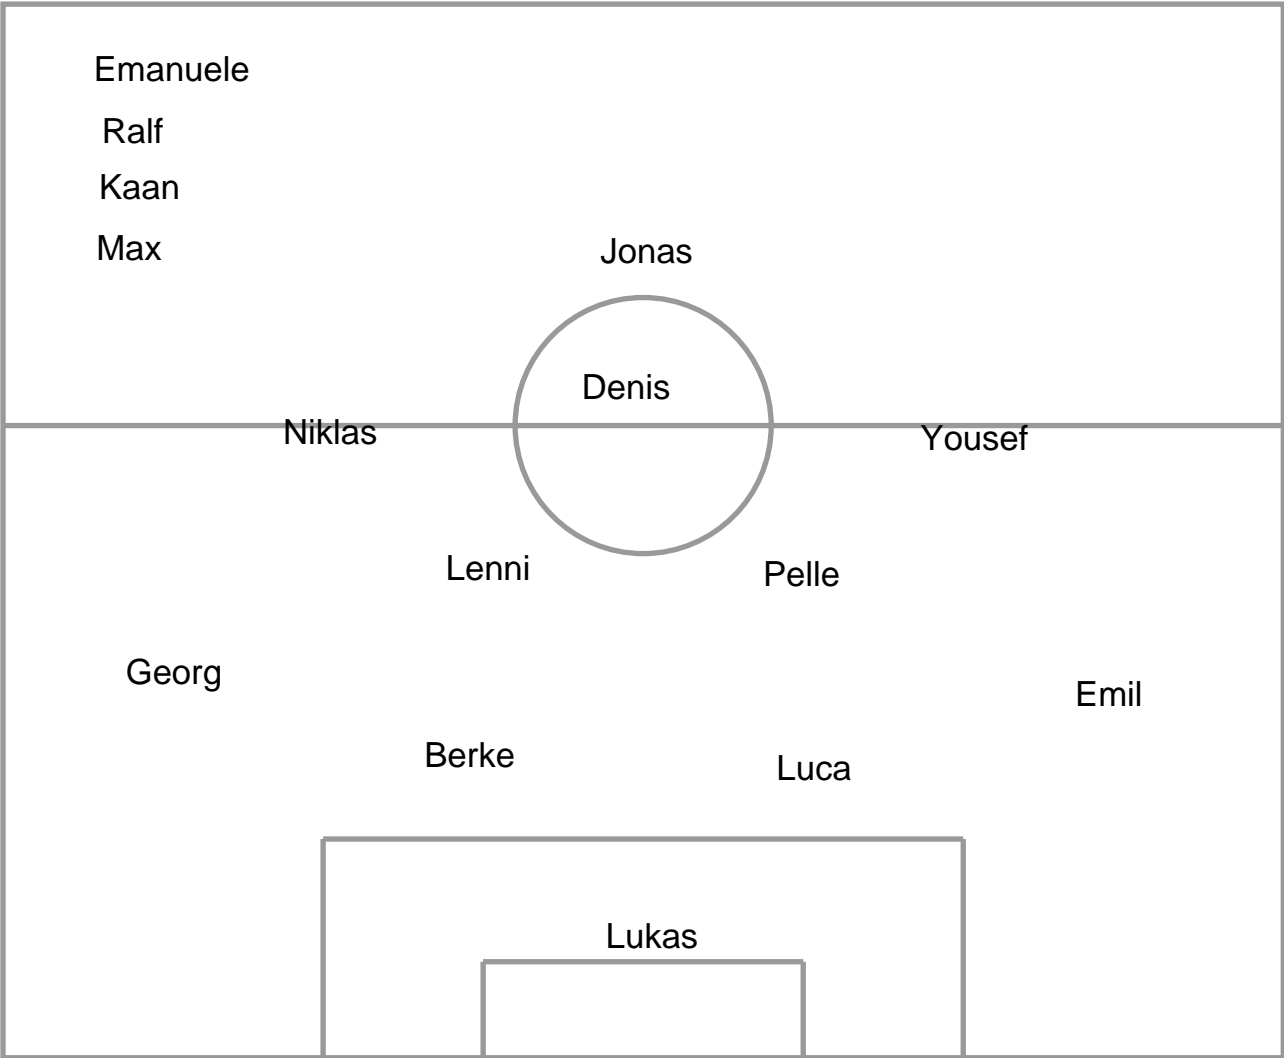 Emanuele
Ralf
Kaan
Max
Jonas
Denis
Niklas
Yousef
Lenni
Pelle
Georg
Emil
Berke
Luca
Lukas